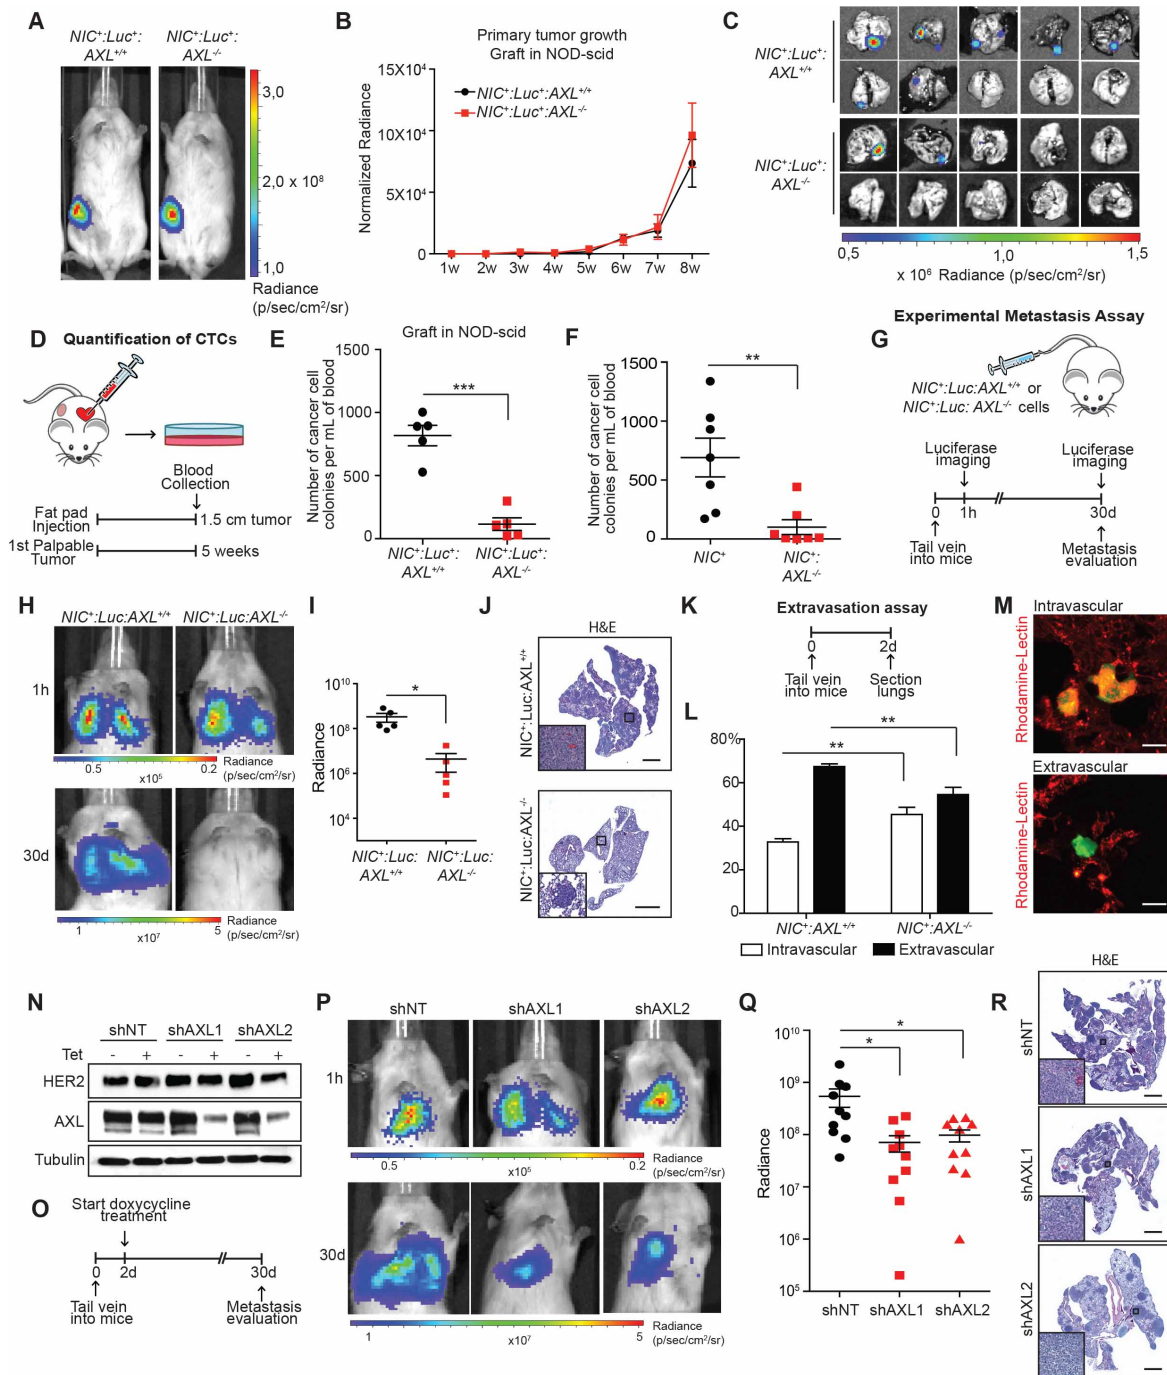 A
NIC⁺:Luc⁺:
AXL⁺/⁺
NIC⁺:Luc⁺:
AXL⁻/⁻
3,0
2,0 x 10⁸
1,0
Radiance
(p/sec/cm²/sr)
B
Primary tumor growth
Graft in NOD-scid
NIC⁺:Luc⁺:AXL⁺/⁺
NIC⁺:Luc⁺:AXL⁻/⁻
Normalized Radiance
15X10⁴
10X10⁴
5X10⁴
0
1w 2w 3w 4w 5w 6w 7w 8w
C
NIC⁺:Luc⁺:
AXL⁺/⁺
NIC⁺:Luc⁺:
AXL⁻/⁻
0,5 1,0 1,5
x 10⁶ Radiance (p/sec/cm²/sr)
D
Quantification of CTCs
Blood
Collection
Fat pad
Injection
1.5 cm tumor
1st Palpable
Tumor
5 weeks
E
Graft in NOD-scid
Number of cancer cell
colonies per mL of blood
1500
1000
500
0
***
NIC⁺:Luc⁺:
AXL⁺/⁺
NIC⁺:Luc⁺:
AXL⁻/⁻
F
Number of cancer cell
colonies per mL of blood
1500
1000
500
0
**
NIC⁺
NIC⁺:
AXL⁻/⁻
G
Experimental Metastasis Assay
NIC⁺:Luc:AXL⁺/⁺ or
NIC⁺:Luc: AXL⁻/⁻ cells
Luciferase
imaging
Luciferase
imaging
0 1h 30d
Tail vein
into mice
Metastasis
evaluation
H
NIC⁺:Luc:AXL⁺/⁺ NIC⁺:Luc:AXL⁻/⁻
1h
0.5 x10⁵ 0.2
Radiance
(p/sec/cm²/sr)
30d
1 x10⁷ 5
Radiance
(p/sec/cm²/sr)
I
Radiance
10¹⁰
10⁸
10⁶
10⁴
*
NIC⁺:Luc:
AXL⁺/⁺
NIC⁺:Luc:
AXL⁻/⁻
J
H&E
NIC⁺:Luc:AXL⁺/⁺
NIC⁺:Luc:AXL⁻/⁻
K
Extravasation assay
0 2d
Tail vein
into mice
Section
lungs
L
80%
60
40
20
0
**
**
NIC⁺:AXL⁺/⁺ NIC⁺:AXL⁻/⁻
Intravascular Extravascular
M
Intravascular
Rhodamine-Lectin
Extravascular
Rhodamine-Lectin
N
shNT shAXL1 shAXL2
Tet - + - + - +
HER2
AXL
Tubulin
O
Start doxycycline
treatment
0 2d 30d
Tail vein
into mice
Metastasis
evaluation
P
shNT shAXL1 shAXL2
1h
0.5 x10⁵ 0.2
Radiance
(p/sec/cm²/sr)
30d
1 x10⁷ 5
Radiance
(p/sec/cm²/sr)
Q
Radiance
10¹⁰
10⁹
10⁸
10⁷
10⁶
10⁵
*
*
shNT shAXL1 shAXL2
R
H&E
shNT
shAXL1
shAXL2